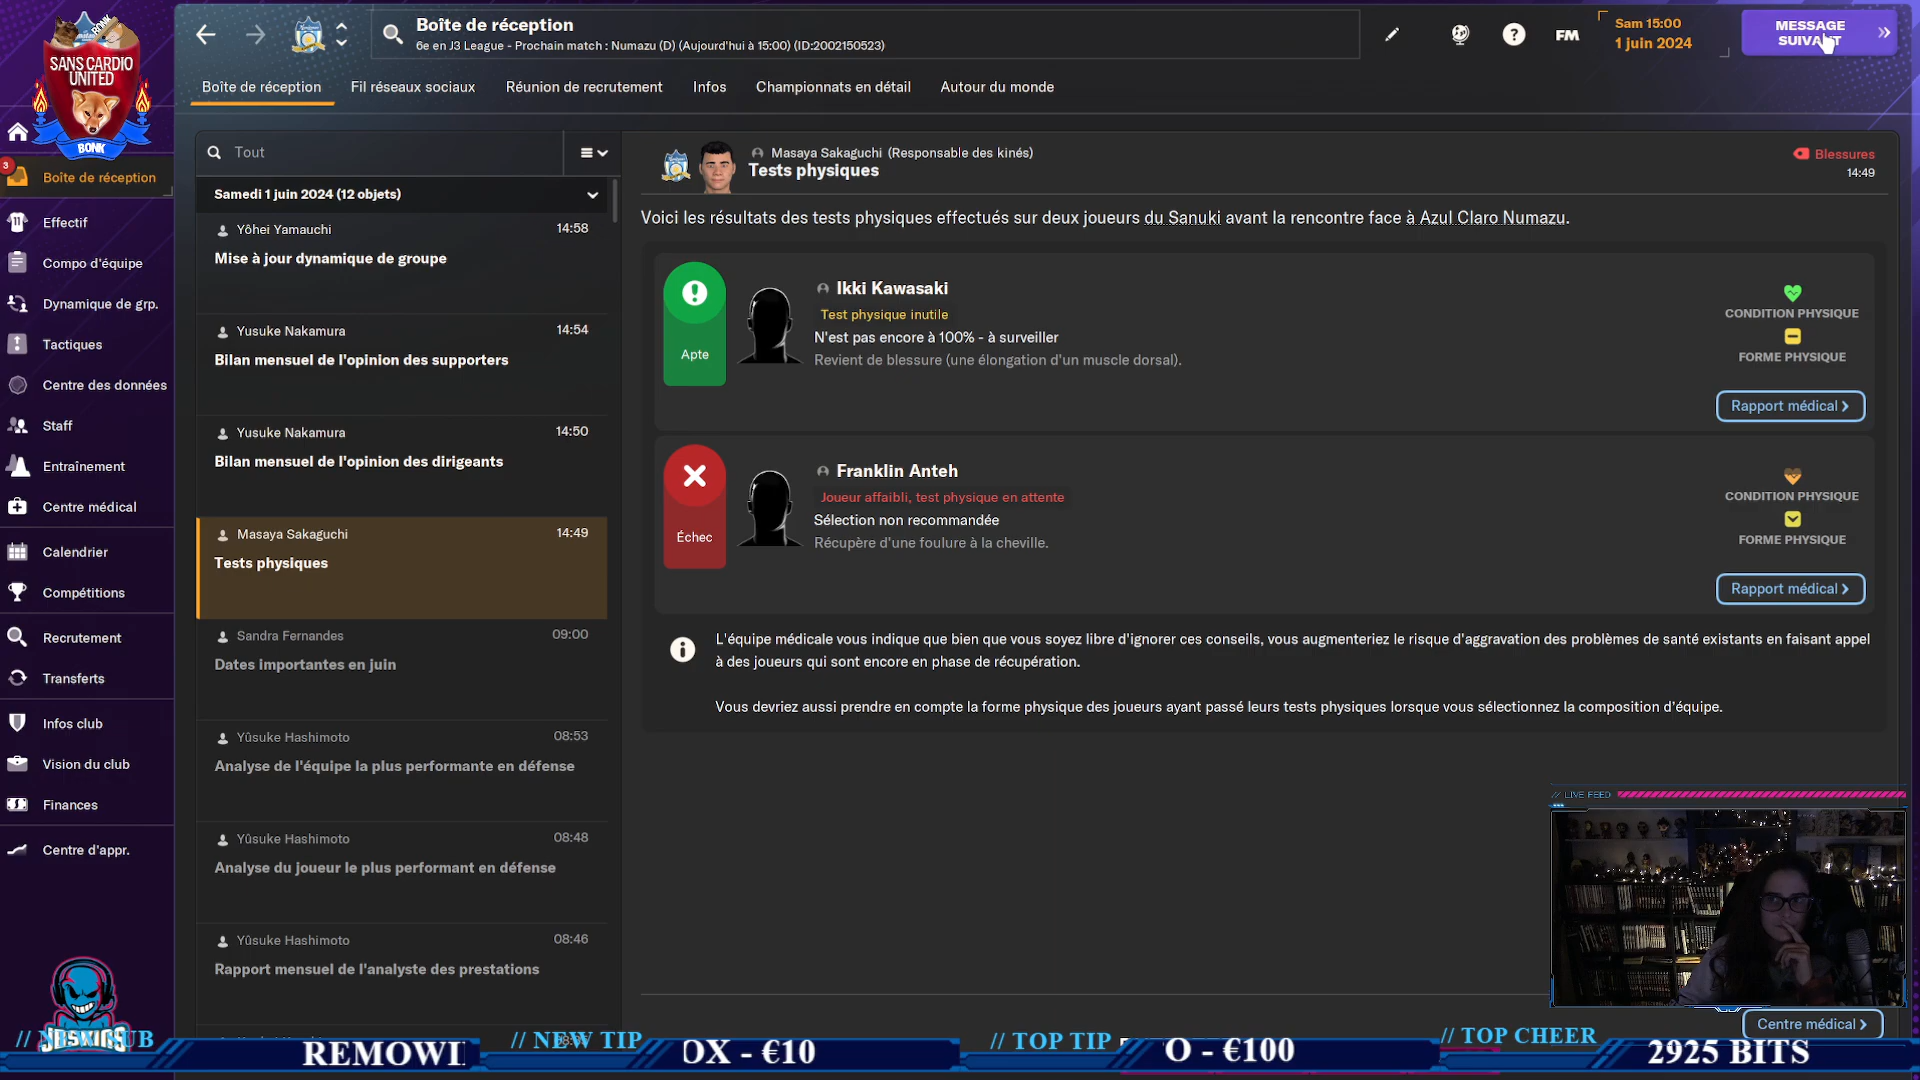 BONK
SANS CARDIO
UNITED
BONK
Boîte de réception
6e en J3 League - Prochain match : Numazu (D) (Aujourd'hui à 15:00) (ID:2002150523)
FM
Sam 15:00
1 juin 2024
MESSAGE
SUIVANT
Boîte de réception
Fil réseaux sociaux
Réunion de recrutement
Infos
Championnats en détail
Autour du monde
3
Boîte de réception
Effectif
Compo d'équipe
Dynamique de grp.
Tactiques
Centre des données
Staff
Entraînement
Centre médical
Calendrier
Compétitions
Recrutement
Transferts
Infos club
Vision du club
Finances
Centre d'appr.
Tout
Samedi 1 juin 2024 (12 objets)
Yôhei Yamauchi 14:58
Mise à jour dynamique de groupe
Yusuke Nakamura 14:54
Bilan mensuel de l'opinion des supporters
Yusuke Nakamura 14:50
Bilan mensuel de l'opinion des dirigeants
Masaya Sakaguchi 14:49
Tests physiques
Sandra Fernandes 09:00
Dates importantes en juin
Yûsuke Hashimoto 08:53
Analyse de l'équipe la plus performante en défense
Yûsuke Hashimoto 08:48
Analyse du joueur le plus performant en défense
Yûsuke Hashimoto 08:46
Rapport mensuel de l'analyste des prestations
Masaya Sakaguchi (Responsable des kinés)
Tests physiques
Blessures
14:49
Voici les résultats des tests physiques effectués sur deux joueurs du Sanuki avant la rencontre face à Azul Claro Numazu.
Apte
Ikki Kawasaki
Test physique inutile
N'est pas encore à 100% - à surveiller
Revient de blessure (une élongation d'un muscle dorsal).
CONDITION PHYSIQUE
FORME PHYSIQUE
Rapport médical >
Échec
Franklin Anteh
Joueur affaibli, test physique en attente
Sélection non recommandée
Récupère d'une foulure à la cheville.
CONDITION PHYSIQUE
FORME PHYSIQUE
Rapport médical >
L'équipe médicale vous indique que bien que vous soyez libre d'ignorer ces conseils, vous augmenteriez le risque d'aggravation des problèmes de santé existants en faisant appel
à des joueurs qui sont encore en phase de récupération.
Vous devriez aussi prendre en compte la forme physique des joueurs ayant passé leurs tests physiques lorsque vous sélectionnez la composition d'équipe.
// LIVE FEED
Centre médical >
// NEW TIP
// TOP TIP
// TOP CHEER
REMOWI
OX - €10
O - €100
2925 BITS